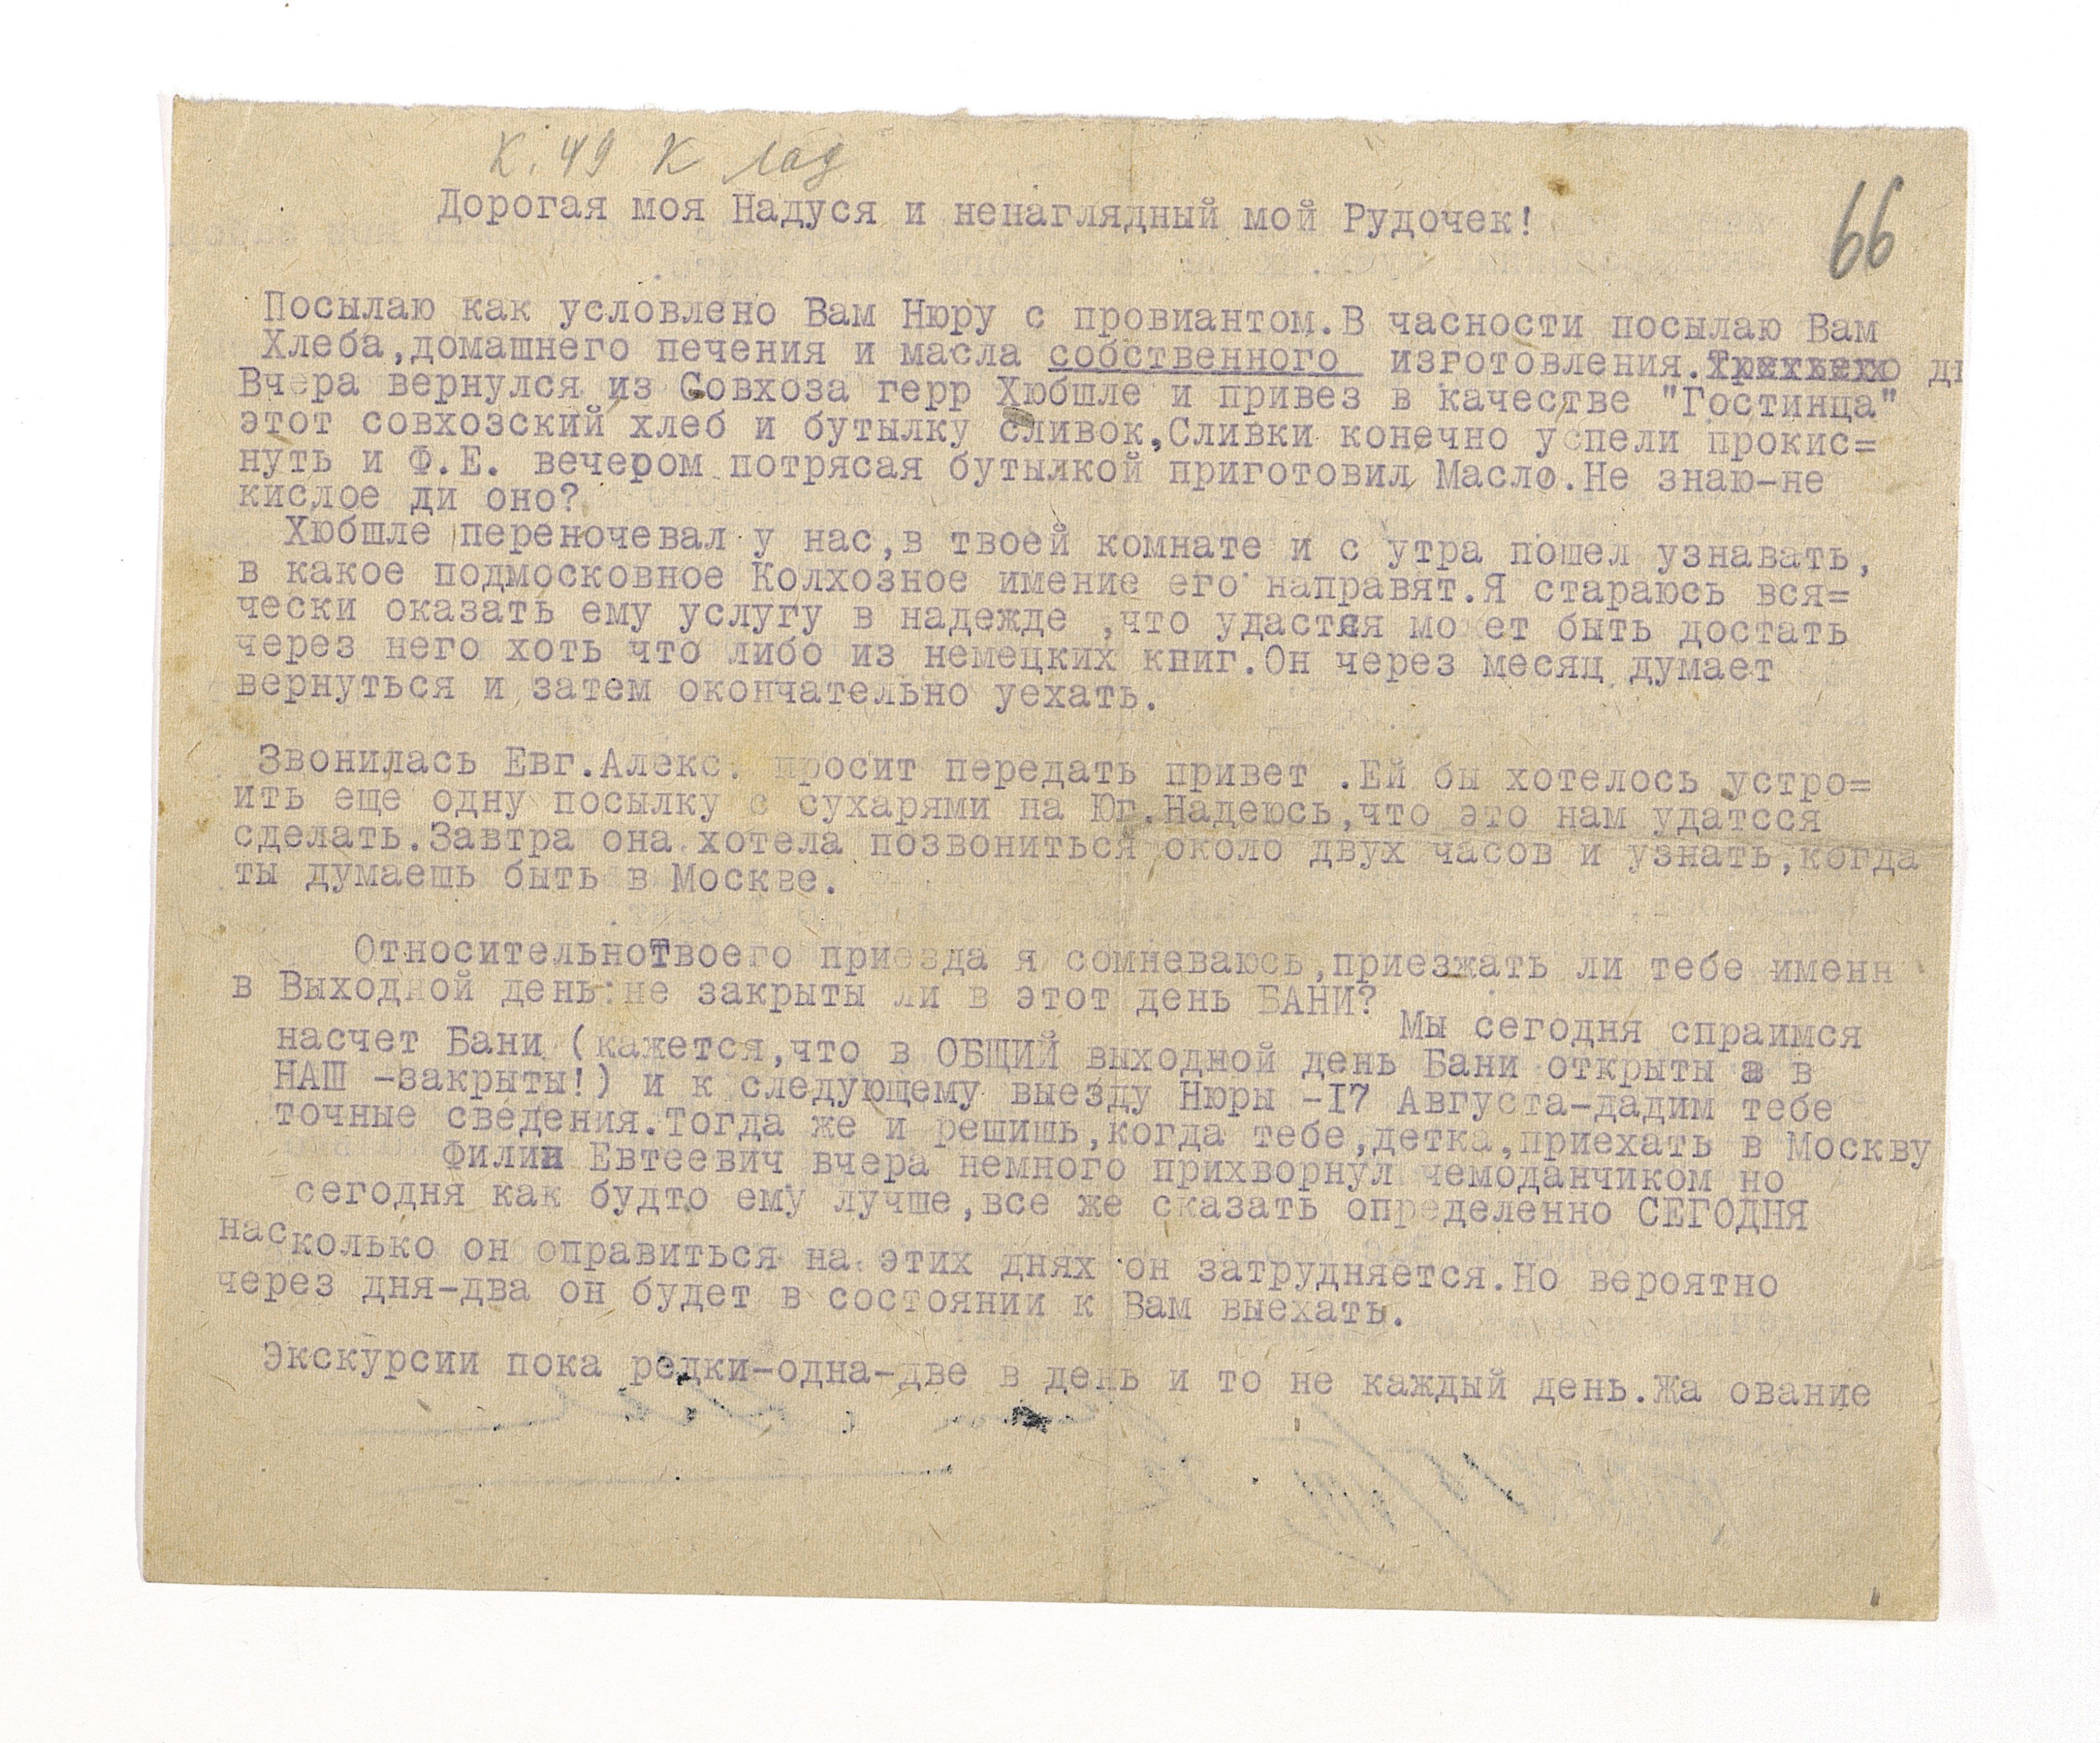 К. 49 К Лад
66
Дорогая моя Надуся и ненаглядный мой Рудочек!
Посылаю как условлено Вам Нюру с провиантом.В часности посылаю Вам
Хлеба,домашнего печения и масла собственного изготовления.Третьего дн
Вчера вернулся из Совхоза герр Хюбшле и привез в качестве "Гостинца"
этот совхозский хлеб и бутылку сливок,Сливки конечно успели прокис=
нуть и Ф.Е. вечером потрясая бутылкой приготовил Масло.Не знаю-не
кислое ди оно?
Хюбшле переночевал у нас,в твоей комнате и с утра пошел узнавать,
в какое подмосковное Колхозное имение его направят.Я стараюсь вся=
чески оказать ему услугу в надежде ,что удастся мо ет быть достать
через него хоть что либо из немецких книг.Он через месяц думает
вернуться и затем окончательно уехать.
Звонилась Евг.Алекс. просит передать привет .Ей бы хотелось устро=
ить еще одну посылку с сухарями на Юг.Надеюсь,что это нам удатсся
сделать.Завтра она хотела позвониться около двух часов и узнать,когда
ты думаешь быть в Москве.
ОтносительноТвоего приезда я сомневаюсь,приезжать ли тебе именн
в Выходной день:не закрыты ли в этот день БАНИ?
Мы сегодня спраимся
насчет Бани (кажется,что в ОБЩИЙ выходной день Бани открыты а в
НАШ -закрыты!) и к следующему выезду Нюры -I7 Августа-дадим тебе
точные сведения.Тогда же и решишь,когда тебе,детка,приехать в Москву
Филип Евтеевич вчера немного прихворнул чемоданчиком но
сегодня как будто ему лучше,все же сказать определенно СЕГОДНЯ
насколько он оправиться на этих днях он затрудняется.Но вероятно
через дня-два он будет в состоянии к Вам выехать.
Экскурсии пока редки-одна-две в день и то не каждый день.Жа ование